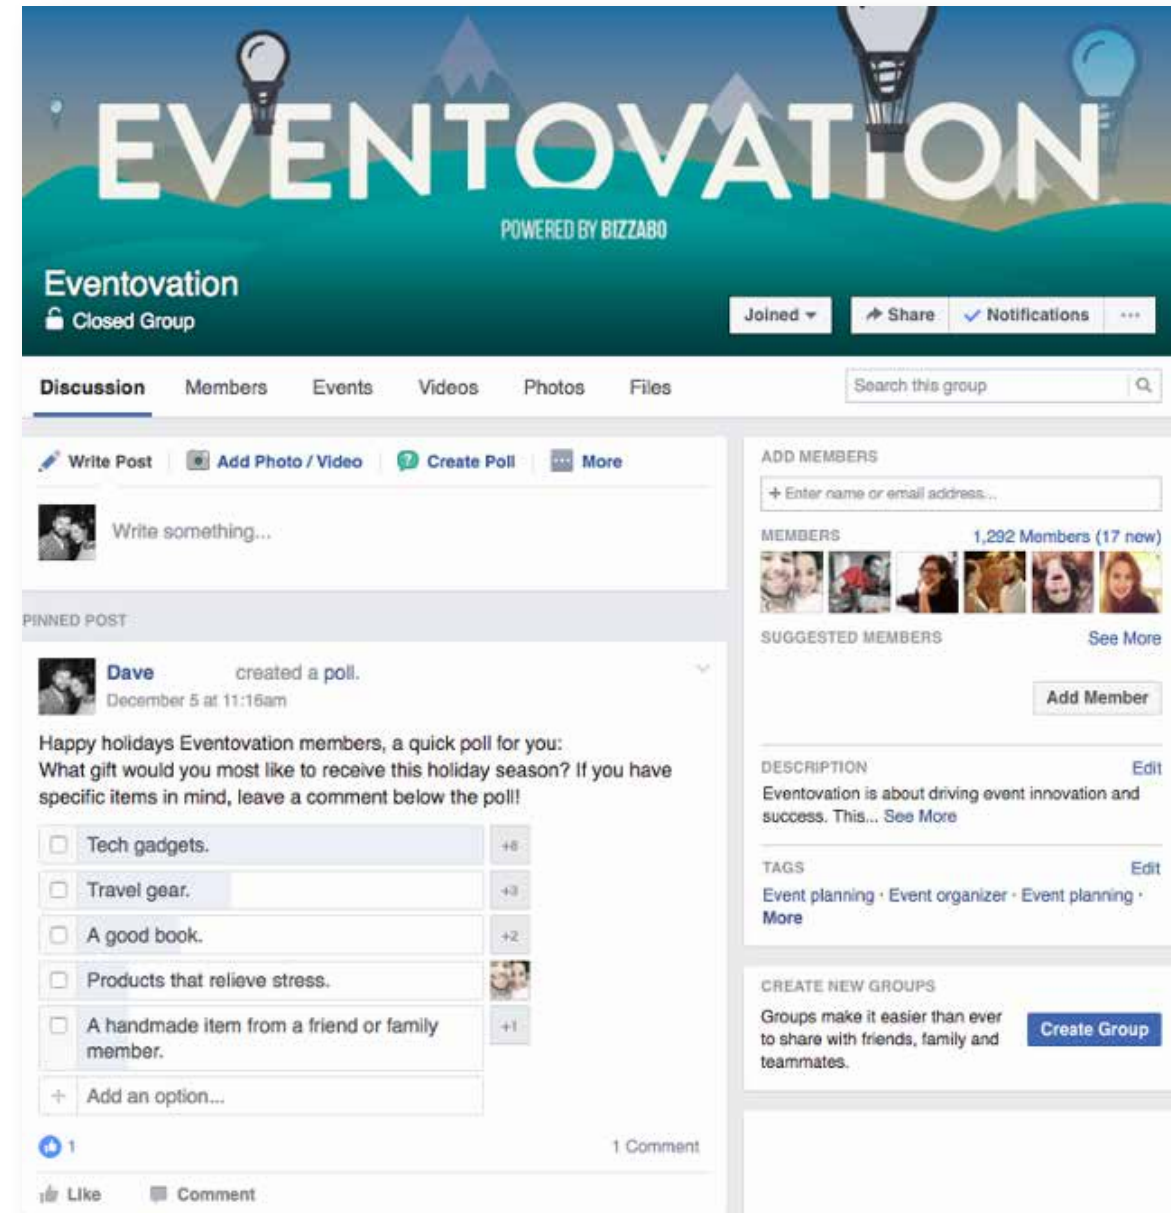 EVENTOVATION
POWERED BY BIZZABO
Eventovation
Closed Group
Joined
Share
Notifications
Discussion
Members
Events
Videos
Photos
Files
Search this group
Write Post
Add Photo / Video
Create Poll
More
Write something...
PINNED POST
Dave created a poll.
December 5 at 11:16am
Happy holidays Eventovation members, a quick poll for you:
What gift would you most like to receive this holiday season? If you have
specific items in mind, leave a comment below the poll!
Tech gadgets.
+8
Travel gear.
+3
A good book.
+2
Products that relieve stress.
A handmade item from a friend or family
member.
+1
+ Add an option...
1
1 Comment
Like
Comment
ADD MEMBERS
+ Enter name or email address...
MEMBERS
1,292 Members (17 new)
SUGGESTED MEMBERS
See More
Add Member
DESCRIPTION
Edit
Eventovation is about driving event innovation and
success. This... See More
TAGS
Edit
Event planning · Event organizer · Event planning ·
More
CREATE NEW GROUPS
Groups make it easier than ever
to share with friends, family and
teammates.
Create Group